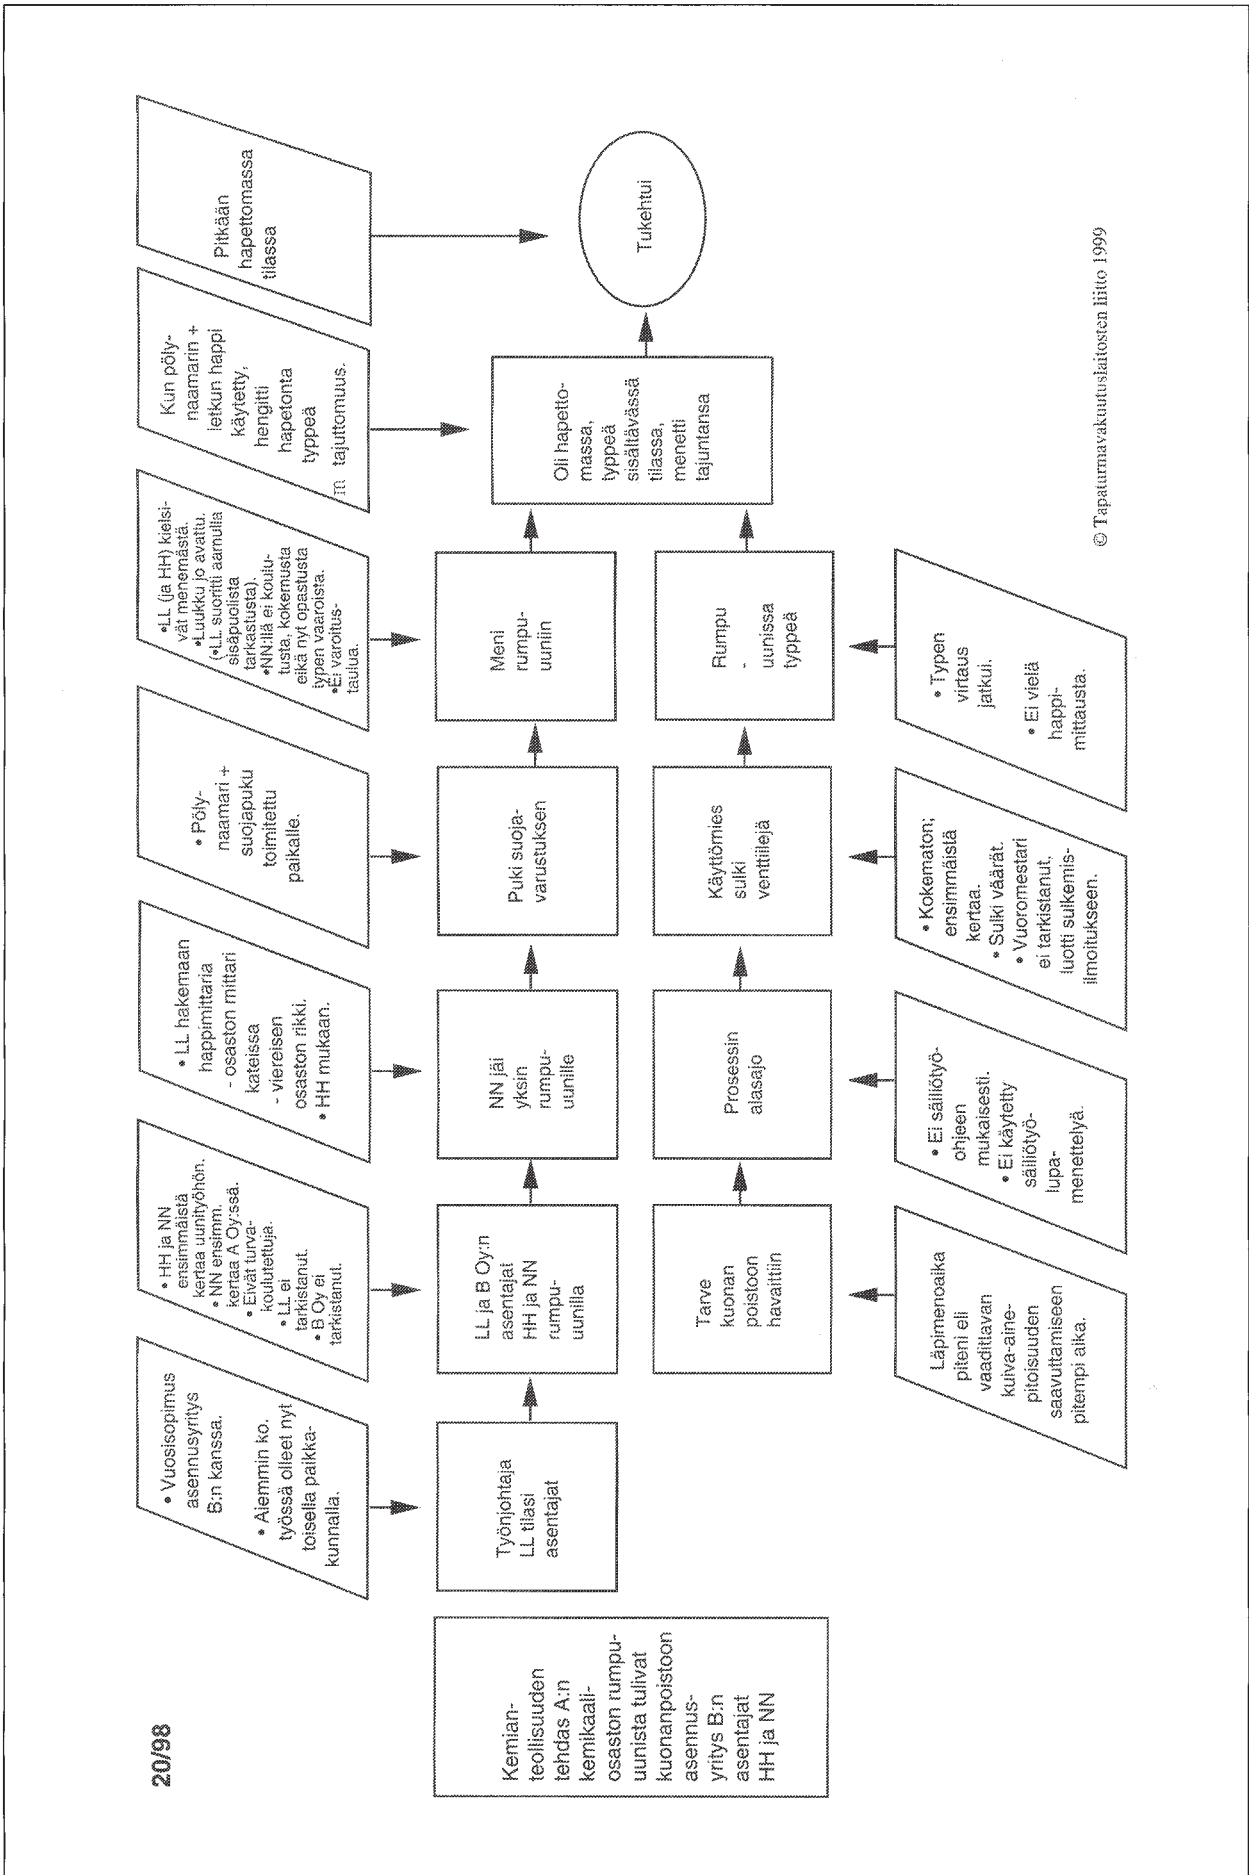 20/98
• Vuosisopimus
asennusyritys
B:n kanssa.
• Aiemmin ko.
työssä olleet nyt
toisella paikka-
kunnalla.
• HH ja NN
ensimmäistä
kertaa uunityöhön.
• NN ensimm.
kertaa A Oy:ssä.
• Eivät turva-
koulutettuja.
• LL ei
tarkistanut.
• B Oy ei
tarkistanut.
• LL hakemaan
happimittaria
- osaston mittari
kateissa
- viereisen
osaston rikki.
• HH mukaan.
• Pöly-
naamari +
suojapuku
toimitettu
paikalle.
•LL (ja HH) kielsi-
vät menemästä.
•Luukku jo avattu.
(•LL suoritti aamulla
sisäpuolista
tarkastusta).
•NN:llä ei koulu-
tusta, kokemusta
eikä nyt opastusta
typen vaaroista.
•Ei varoitus-
taulua.
Kun pöly-
naamarin +
letkun happi
käytetty,
hengitti
hapetonta
typpeä
m tajuttomuus.
Pitkään
hapettomassa
tilassa
Kemian-
teollisuuden
tehdas A:n
kemikaali-
osaston rumpu-
uunista tulivat
kuonanpoistoon
asennus-
yritys B:n
asentajat
HH ja NN
Työnjohtaja
LL tilasi
asentajat
LL ja B Oy:n
asentajat
HH ja NN
rumpu-
uunilla
NN jäi
yksin
rumpu-
uunille
Puki suoja-
varustuksen
Meni
rumpu-
uuniin
Oli hapetto-
massa,
typpeä
sisältävässä
tilassa,
menetti
tajuntansa
Tukehtui
Tarve
kuonan
poistoon
havaittiin
Prosessin
alasajo
Käyttömies
sulki
venttiilejä
Rumpu
- uunissa
typpeä
Läpimenoaika
piteni eli
vaadittavan
kuiva-aine-
pitoisuuden
saavuttamiseen
pitempi aika.
• Ei säiliötyö-
ohjeen
mukaisesti.
• Ei käytetty
säiliötyö-
lupa-
menettelyä.
• Kokematon;
ensimmäistä
kertaa.
• Sulki väärät.
• Vuoromestari
ei tarkistanut,
luotti sulkemis-
ilmoitukseen.
• Typen
virtaus
jatkui.
• Ei vielä
happi-
mittausta.
© Tapaturmavakuutuslaitosten liitto 1999